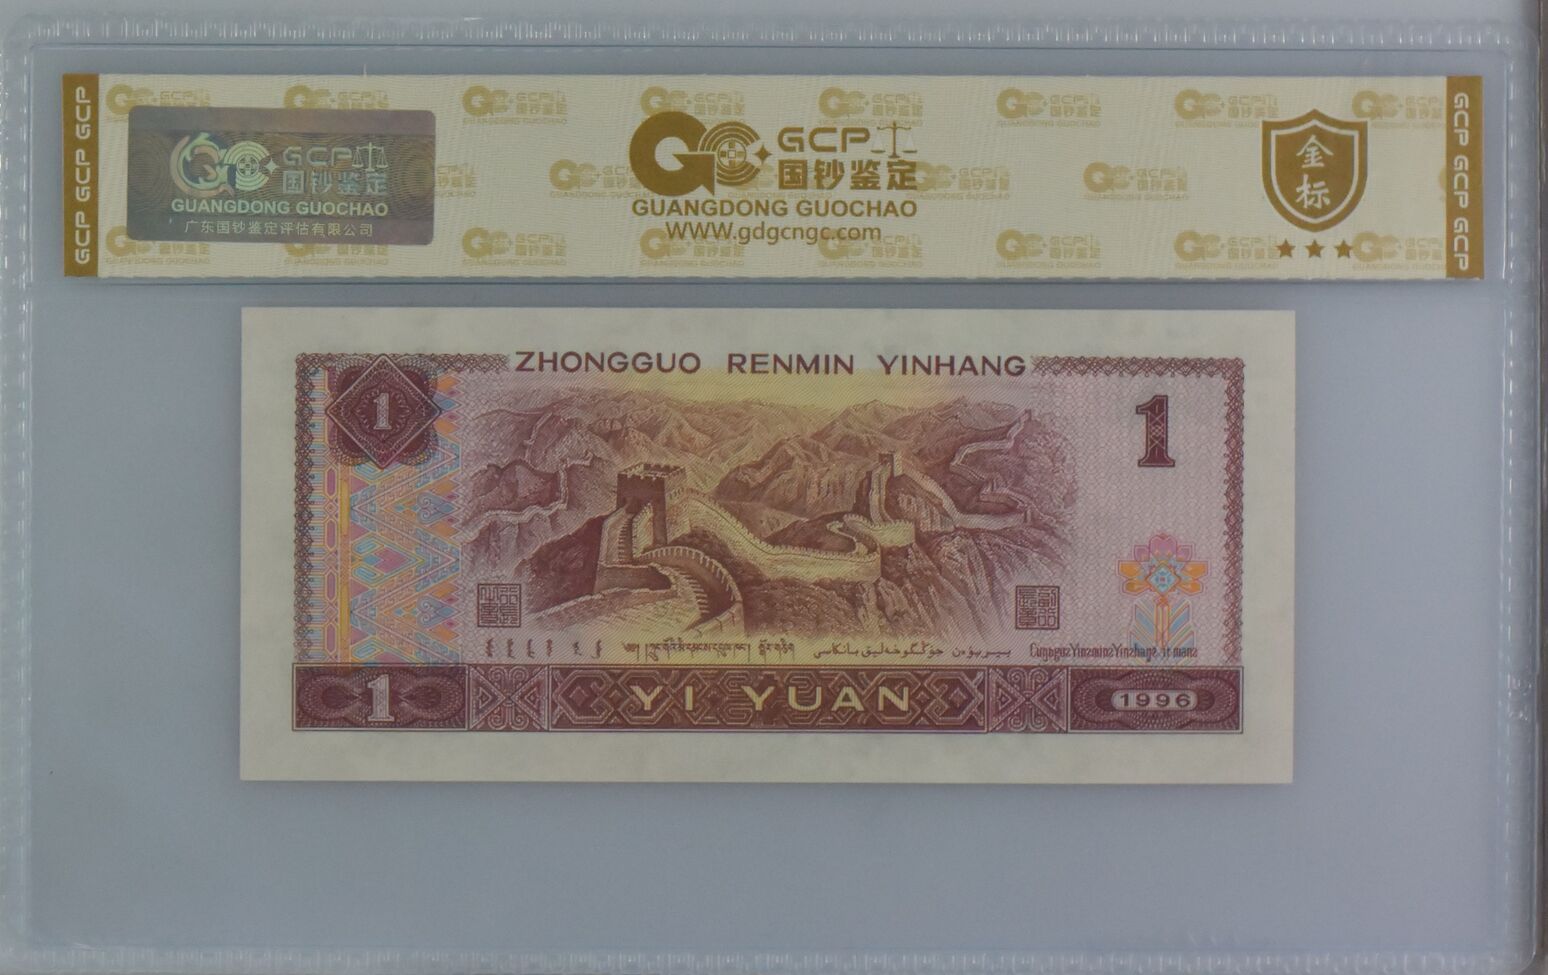 GCP GCP GCP
GCP 国钞鉴定
GUANGDONG GUOCHAO
广东国钞鉴定评估有限公司
GCP
国钞鉴定
GUANGDONG GUOCHAO
WWW.gdgcngc.com
金标
GCP GCP GCP GCP
ZHONGGUO RENMIN YINHANG
1
1
1
YI YUAN
1996